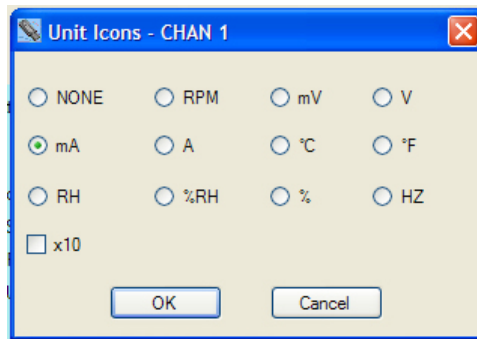 Unit Icons - CHAN 1
NONE RPM mV V
mA A °C °F
RH %RH % HZ
x10
OK Cancel